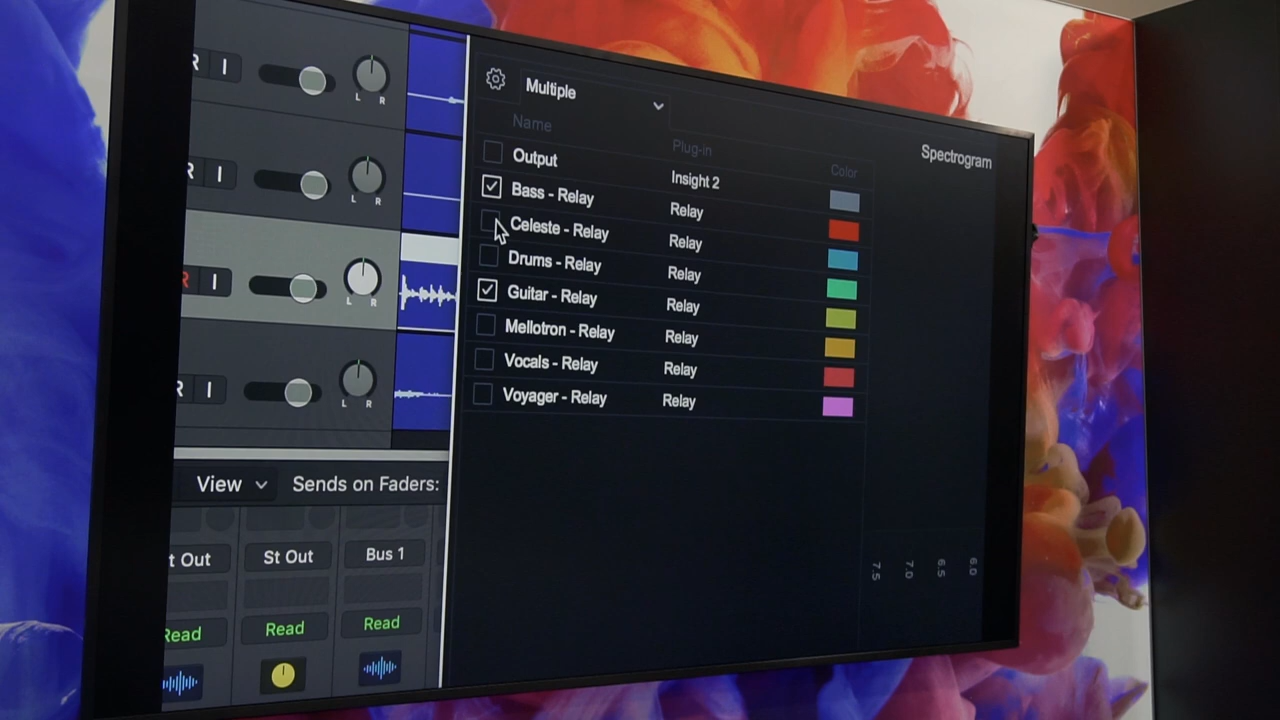 R I
L R
R I
L R
R I
L R
R I
L R
View
Sends on Faders:
t Out
St Out
Bus 1
Read
Read
Read
Multiple
Spectrogram
Name
Plug-in
Color
Output
Insight 2
Bass - Relay
Relay
Celeste - Relay
Relay
Drums - Relay
Relay
Guitar - Relay
Relay
Mellotron - Relay
Relay
Vocals - Relay
Relay
Voyager - Relay
Relay
7.5
7.0
6.5
6.0